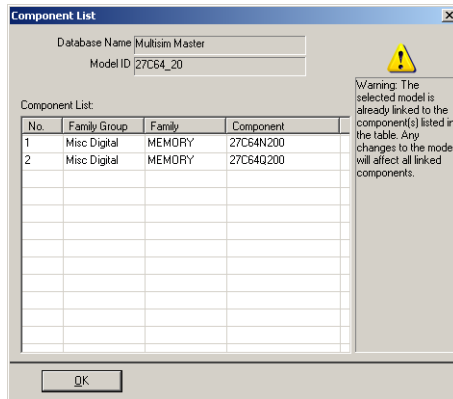 Component List
Database Name Multisim Master
Model ID 27C64_20
Warning: The
selected model is
already linked to the
component(s) listed in
the table. Any
changes to the mode
will affect all linked
components.
Component List:
No. Family Group Family Component
1 Misc Digital MEMORY 27C64N200
2 Misc Digital MEMORY 27C64Q200
OK